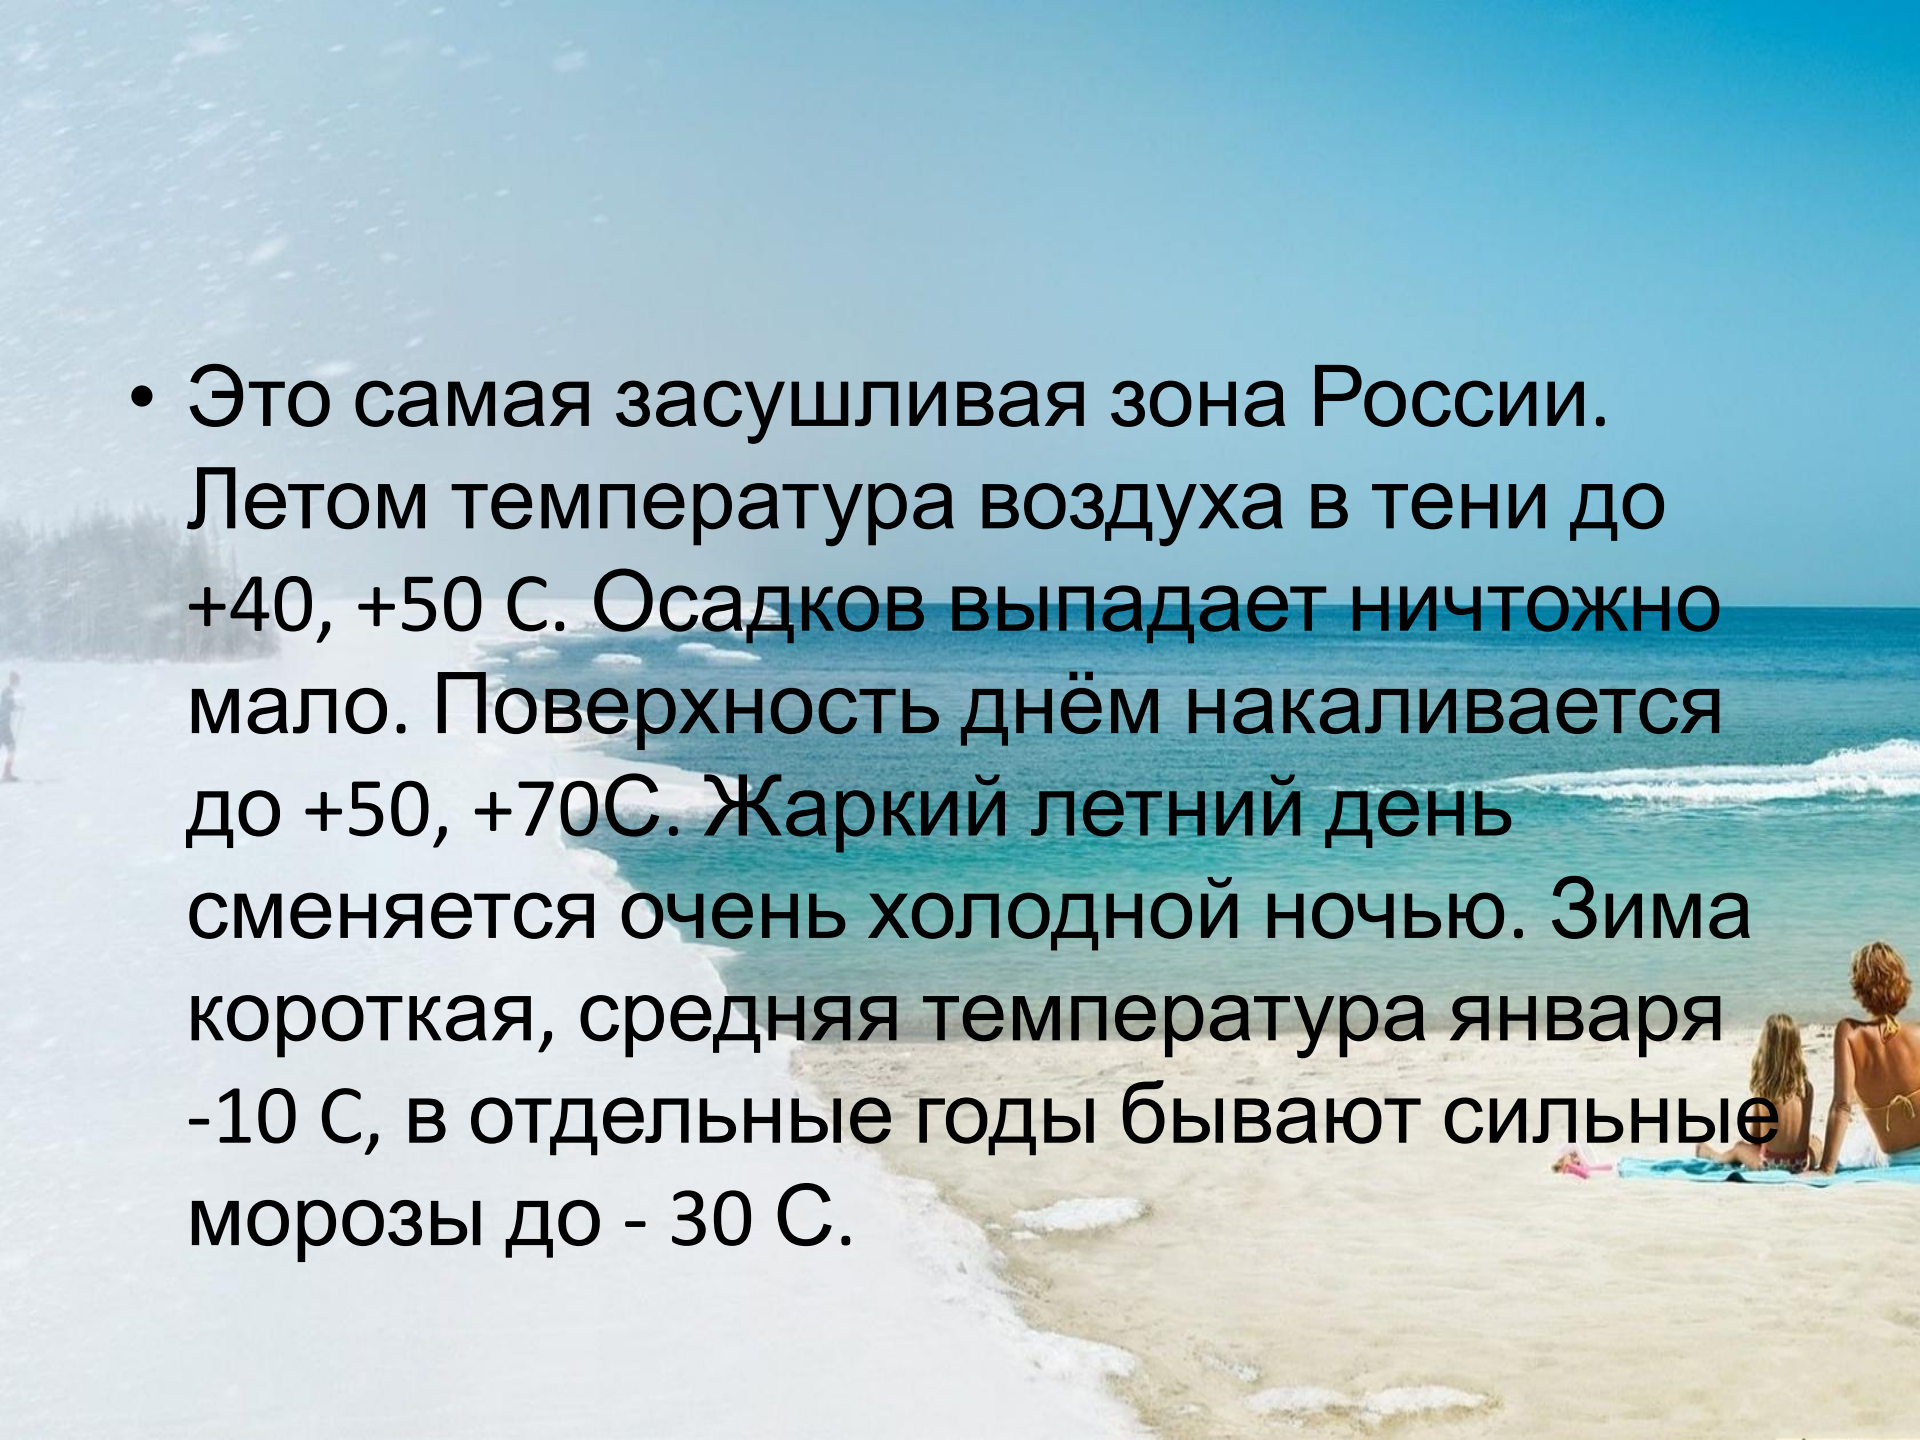 • Это самая засушливая зона России.
Летом температура воздуха в тени до
+40, +50 С. Осадков выпадает ничтожно
мало. Поверхность днём накаливается
до +50, +70С. Жаркий летний день
сменяется очень холодной ночью. Зима
короткая, средняя температура января
-10 С, в отдельные годы бывают сильные
морозы до - 30 С.